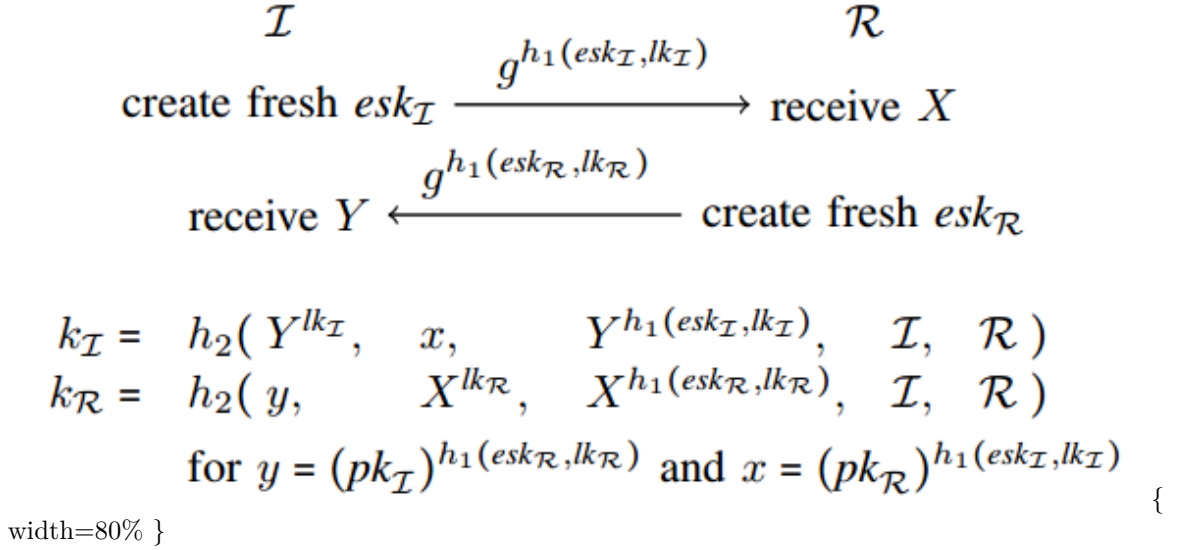 𝓘 𝓡
g^{h₁(esk_𝓘,lk_𝓘)}
create fresh esk_𝓘 ⟶ receive X
g^{h₁(esk_𝓡,lk_𝓡)}
receive Y ⟵ create fresh esk_𝓡
k_𝓘 = h₂( Y^{lk_𝓘}, x, Y^{h₁(esk_𝓘,lk_𝓘)}, 𝓘, 𝓡 )
k_𝓡 = h₂( y, X^{lk_𝓡}, X^{h₁(esk_𝓡,lk_𝓡)}, 𝓘, 𝓡 )
for y = (pk_𝓘)^{h₁(esk_𝓡,lk_𝓡)} and x = (pk_𝓡)^{h₁(esk_𝓘,lk_𝓘)}
{
width=80% }